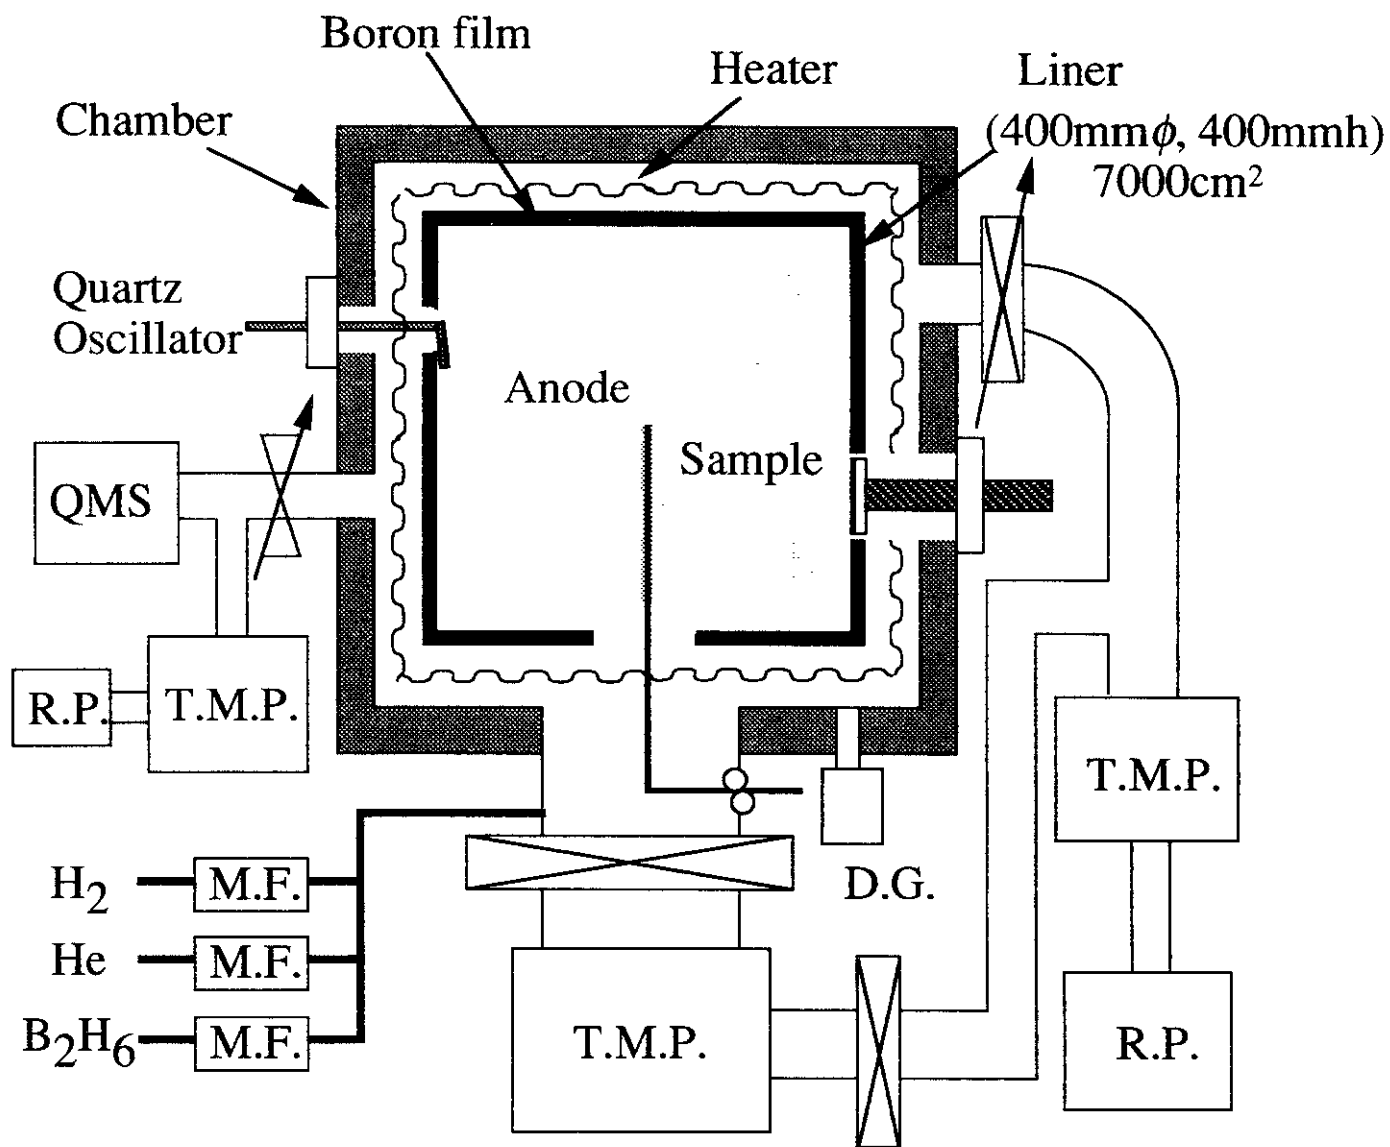 Boron film
Heater
Liner
(400mmϕ, 400mmh)
7000cm²
Chamber
Quartz
Oscillator
Anode
Sample
QMS
R.P.
T.M.P.
T.M.P.
H₂
M.F.
D.G.
He
M.F.
B₂H₆
M.F.
T.M.P.
R.P.